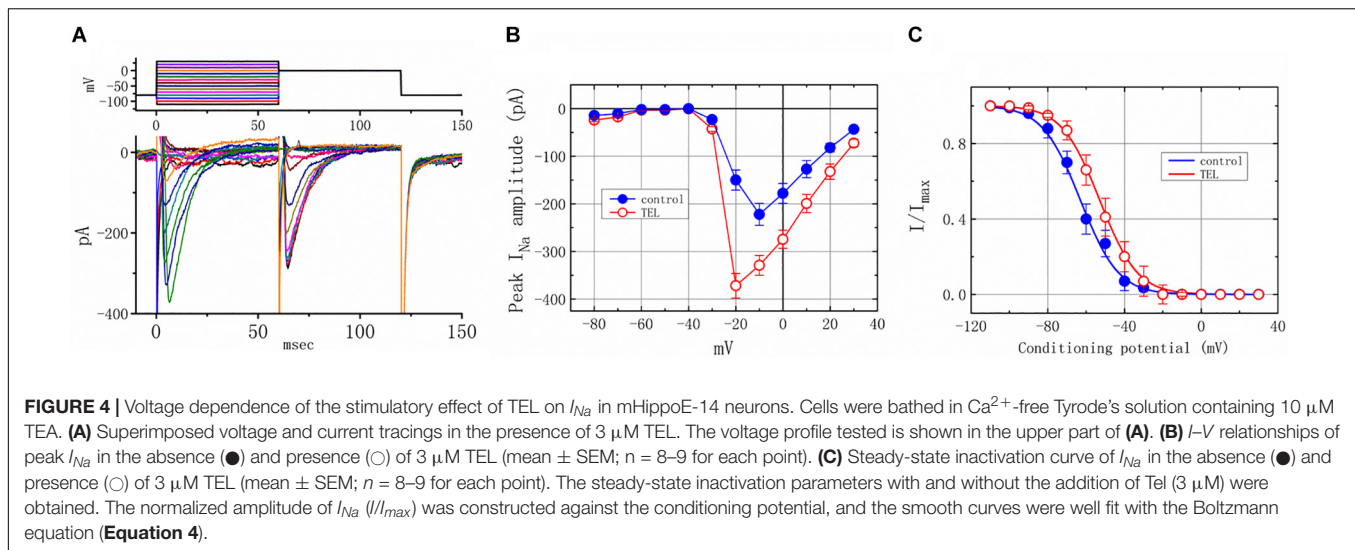 A
B
C
mV
0
-50
-100
0
50
100
150
pA
0
-200
-400
0
50
100
150
msec
Peak I_Na amplitude (pA)
0
-100
-200
-300
-400
control
TEL
-80
-60
-40
-20
0
20
40
mV
I/I_max
0.8
0.4
0.0
control
TEL
-120
-80
-40
0
40
Conditioning potential (mV)
FIGURE 4 | Voltage dependence of the stimulatory effect of TEL on I_Na in mHippoE-14 neurons. Cells were bathed in Ca²⁺-free Tyrode's solution containing 10 μM
TEA. (A) Superimposed voltage and current tracings in the presence of 3 μM TEL. The voltage profile tested is shown in the upper part of (A). (B) I–V relationships of
peak I_Na in the absence (●) and presence (○) of 3 μM TEL (mean ± SEM; n = 8–9 for each point). (C) Steady-state inactivation curve of I_Na in the absence (●) and
presence (○) of 3 μM TEL (mean ± SEM; n = 8–9 for each point). The steady-state inactivation parameters with and without the addition of Tel (3 μM) were
obtained. The normalized amplitude of I_Na (I/I_max) was constructed against the conditioning potential, and the smooth curves were well fit with the Boltzmann
equation (Equation 4).